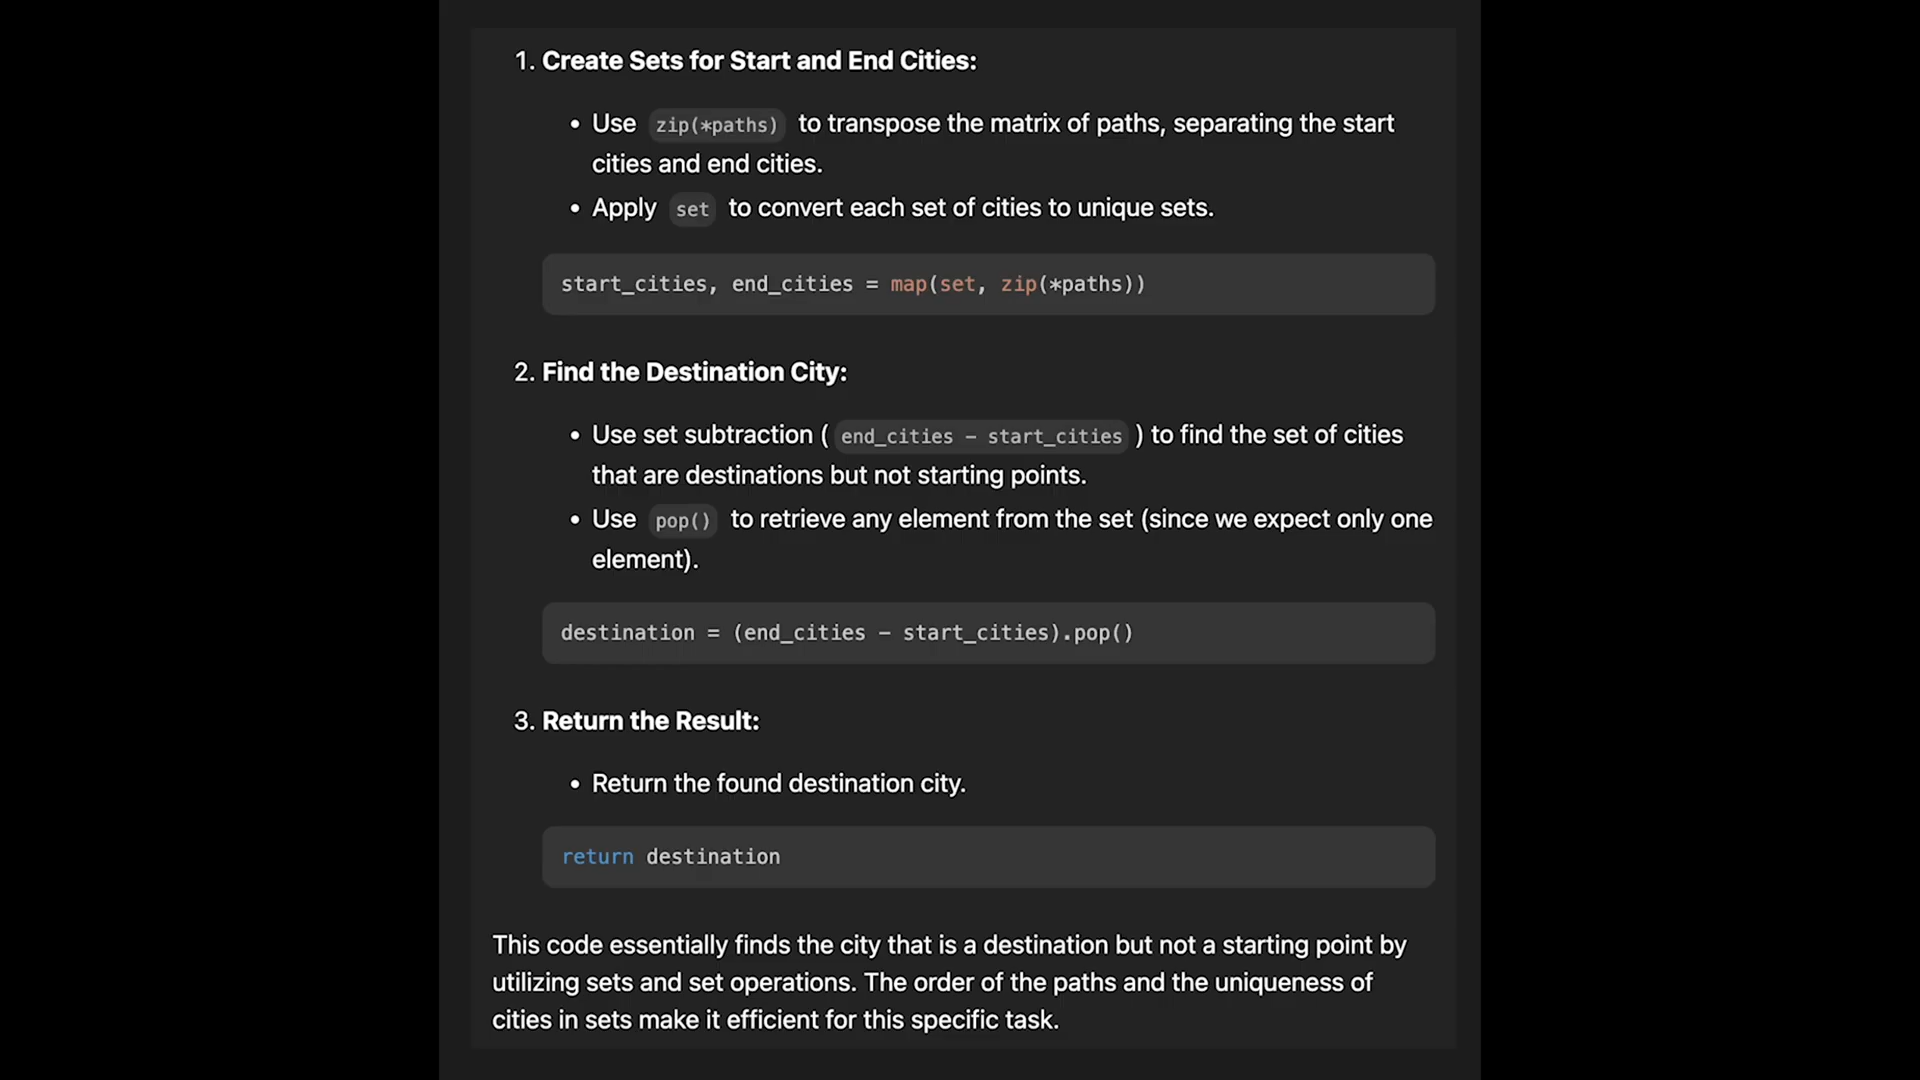 1. Create Sets for Start and End Cities:
• Use zip(*paths) to transpose the matrix of paths, separating the start
cities and end cities.
• Apply set to convert each set of cities to unique sets.
start_cities, end_cities = map(set, zip(*paths))
2. Find the Destination City:
• Use set subtraction ( end_cities - start_cities ) to find the set of cities
that are destinations but not starting points.
• Use pop() to retrieve any element from the set (since we expect only one
element).
destination = (end_cities - start_cities).pop()
3. Return the Result:
• Return the found destination city.
return destination
This code essentially finds the city that is a destination but not a starting point by
utilizing sets and set operations. The order of the paths and the uniqueness of
cities in sets make it efficient for this specific task.